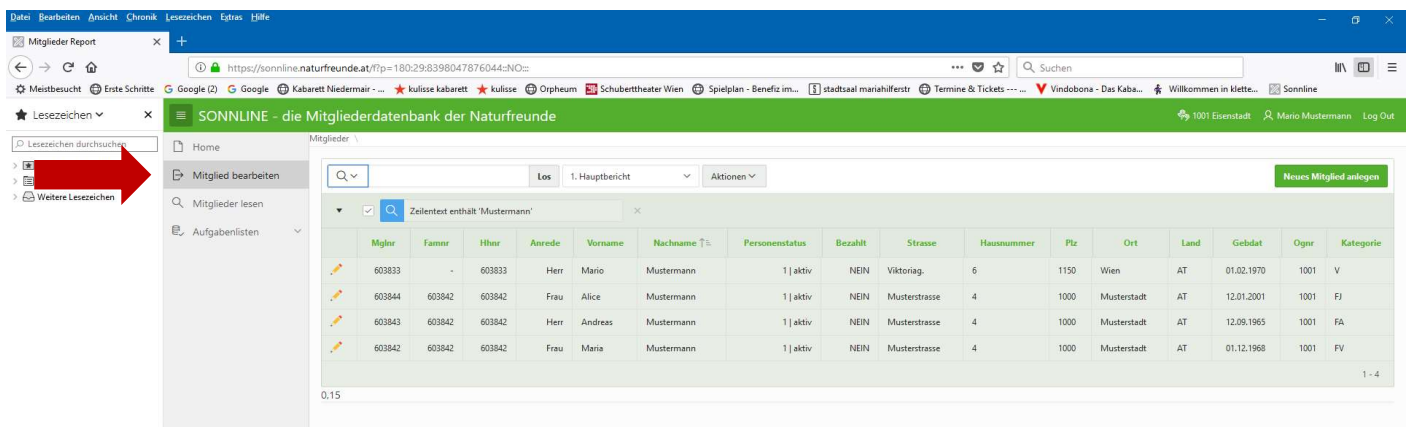 Datei Bearbeiten Ansicht Chronik Lesezeichen Extras Hilfe
Mitglieder Report
https://sonnline.naturfreunde.at/f?p=180:29:8398047876044::NO:::
Suchen
Meistbesucht Erste Schritte Google (2) Google Kabarett Niedermair - ... kulisse kabarett kulisse Orpheum Schuberttheater Wien Spielplan - Benefiz im... stadtsaal mariahilferstr Termine & Tickets --- ... Vindobona - Das Kaba... Willkommen in klette... Sonnline
Lesezeichen
SONNLINE - die Mitgliederdatenbank der Naturfreunde
1001 Eisenstadt Mario Mustermann Log Out
Lesezeichen durchsuchen
Weitere Lesezeichen
Home
Mitglied bearbeiten
Mitglieder lesen
Aufgabenlisten
Mitglieder \
Los 1. Hauptbericht Aktionen Neues Mitglied anlegen
Zeilentext enthält 'Mustermann'
Mglnr Famnr Hhnr Anrede Vorname Nachname Personenstatus Bezahlt Strasse Hausnummer Plz Ort Land Gebdat Ognr Kategorie
603833 - 603833 Herr Mario Mustermann 1 | aktiv NEIN Viktoriag. 6 1150 Wien AT 01.02.1970 1001 V
603844 603842 603842 Frau Alice Mustermann 1 | aktiv NEIN Musterstrasse 4 1000 Musterstadt AT 12.01.2001 1001 FJ
603843 603842 603842 Herr Andreas Mustermann 1 | aktiv NEIN Musterstrasse 4 1000 Musterstadt AT 12.09.1965 1001 FA
603842 603842 603842 Frau Maria Mustermann 1 | aktiv NEIN Musterstrasse 4 1000 Musterstadt AT 01.12.1968 1001 FV
1 - 4
0.15